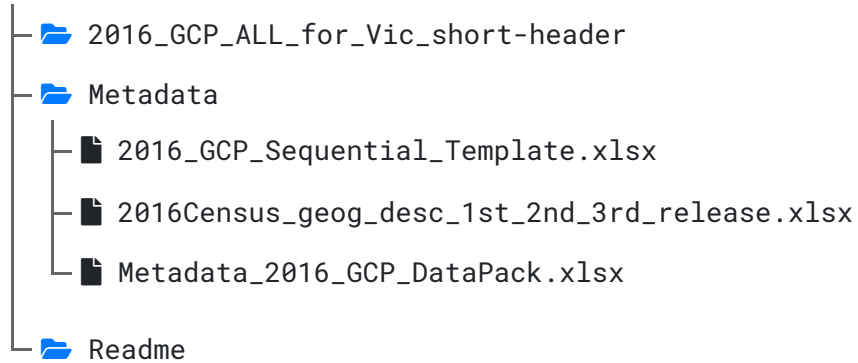 2016_GCP_ALL_for_Vic_short-header
Metadata
2016_GCP_Sequential_Template.xlsx
2016Census_geog_desc_1st_2nd_3rd_release.xlsx
Metadata_2016_GCP_DataPack.xlsx
Readme